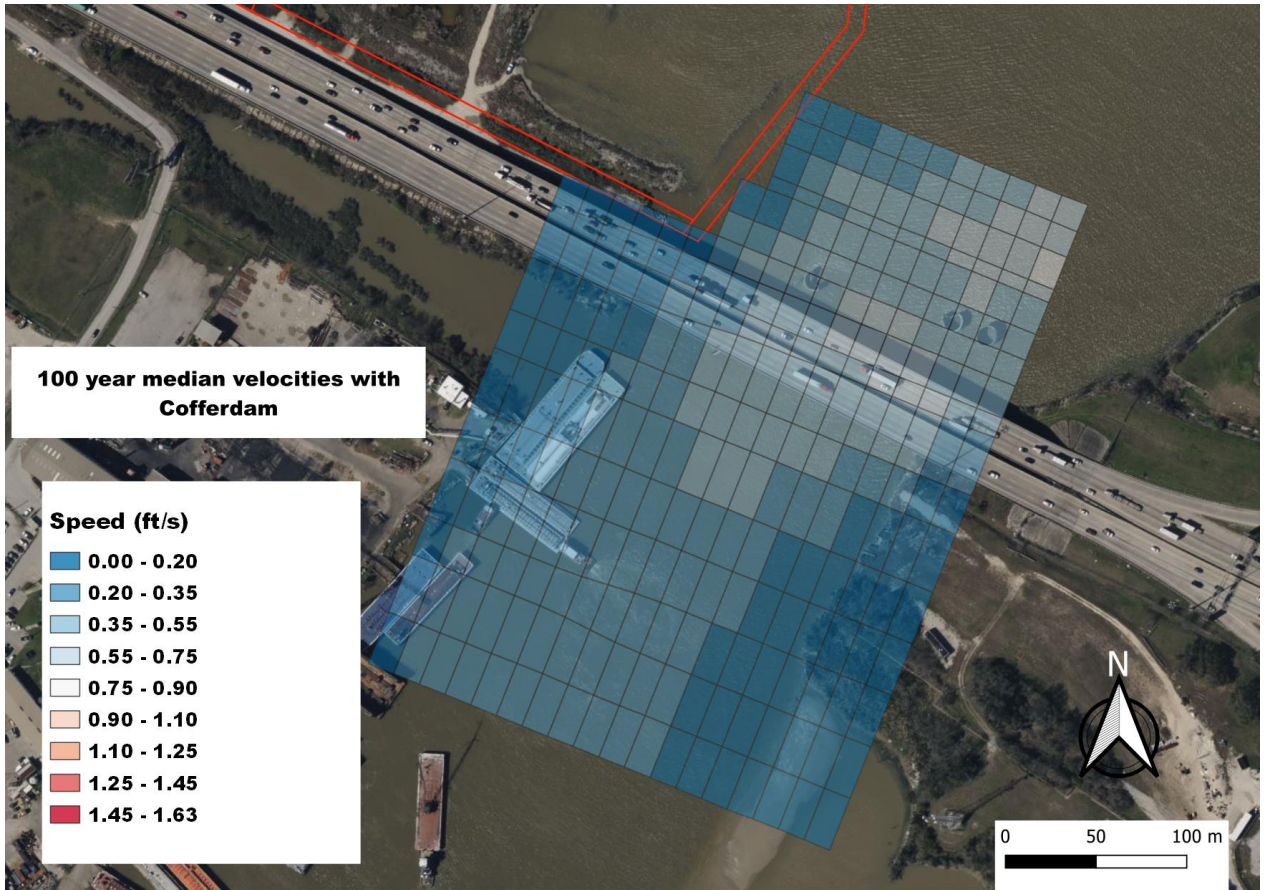 100 year median velocities with
Cofferdam
Speed (ft/s)
0.00 - 0.20
0.20 - 0.35
0.35 - 0.55
0.55 - 0.75
0.75 - 0.90
0.90 - 1.10
1.10 - 1.25
1.25 - 1.45
1.45 - 1.63
N
0 50 100 m